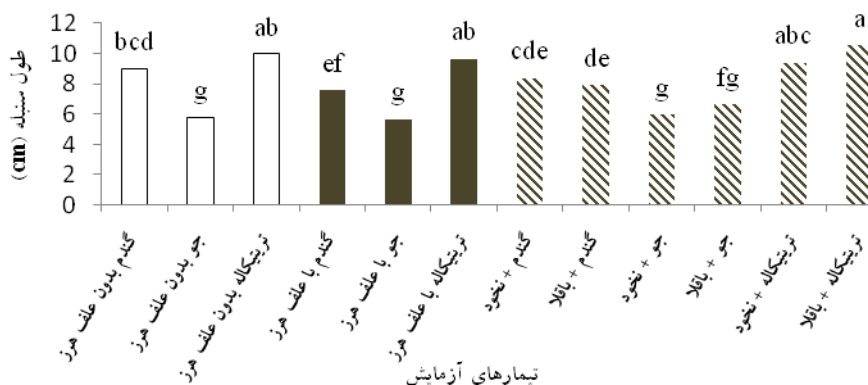 طول سنبله (cm)
12
10
8
6
4
2
0
bcd
g
ab
ef
g
ab
cde
de
g
fg
abc
a
گندم بدون علف هرز
جو بدون علف هرز
تریتیکاله بدون علف هرز
گندم با علف هرز
جو با علف هرز
تریتیکاله با علف هرز
گندم + نخود
گندم + باقلا
جو + نخود
جو + باقلا
تریتیکاله + نخود
تریتیکاله + باقلا
تیمارهای آزمایش